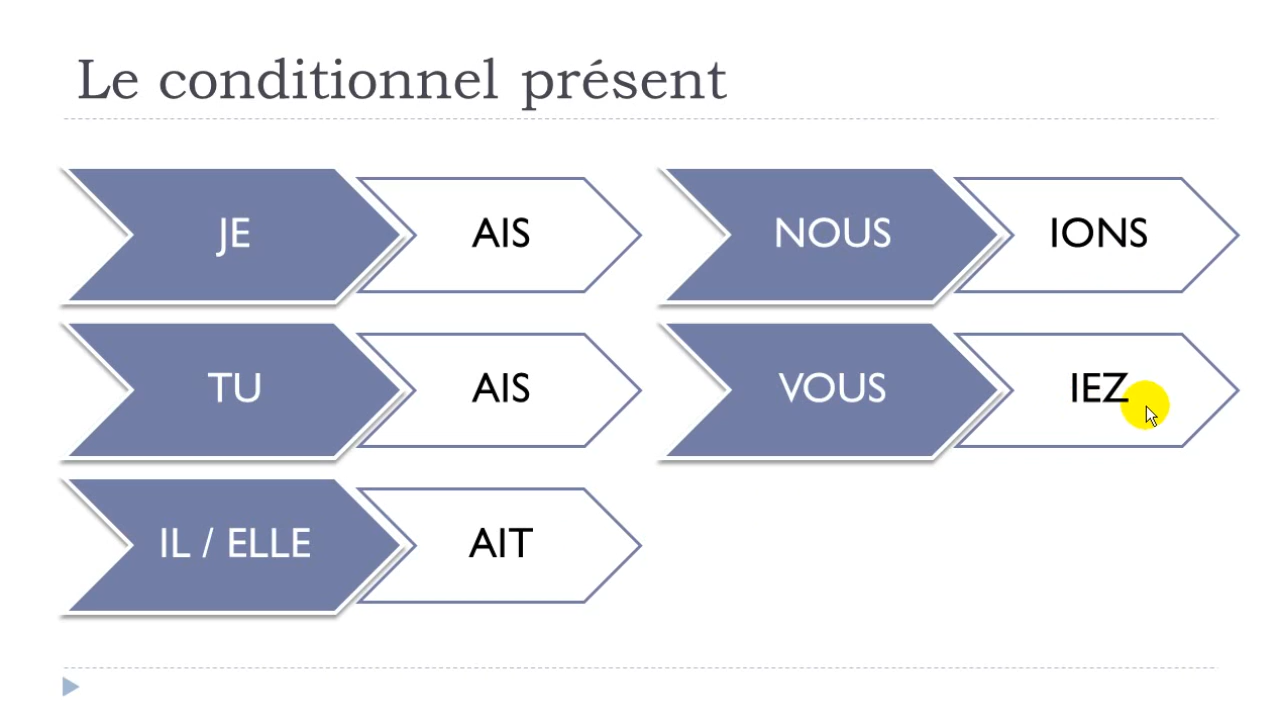 Le conditionnel présent
JE AIS NOUS IONS
TU AIS VOUS IEZ
IL / ELLE AIT